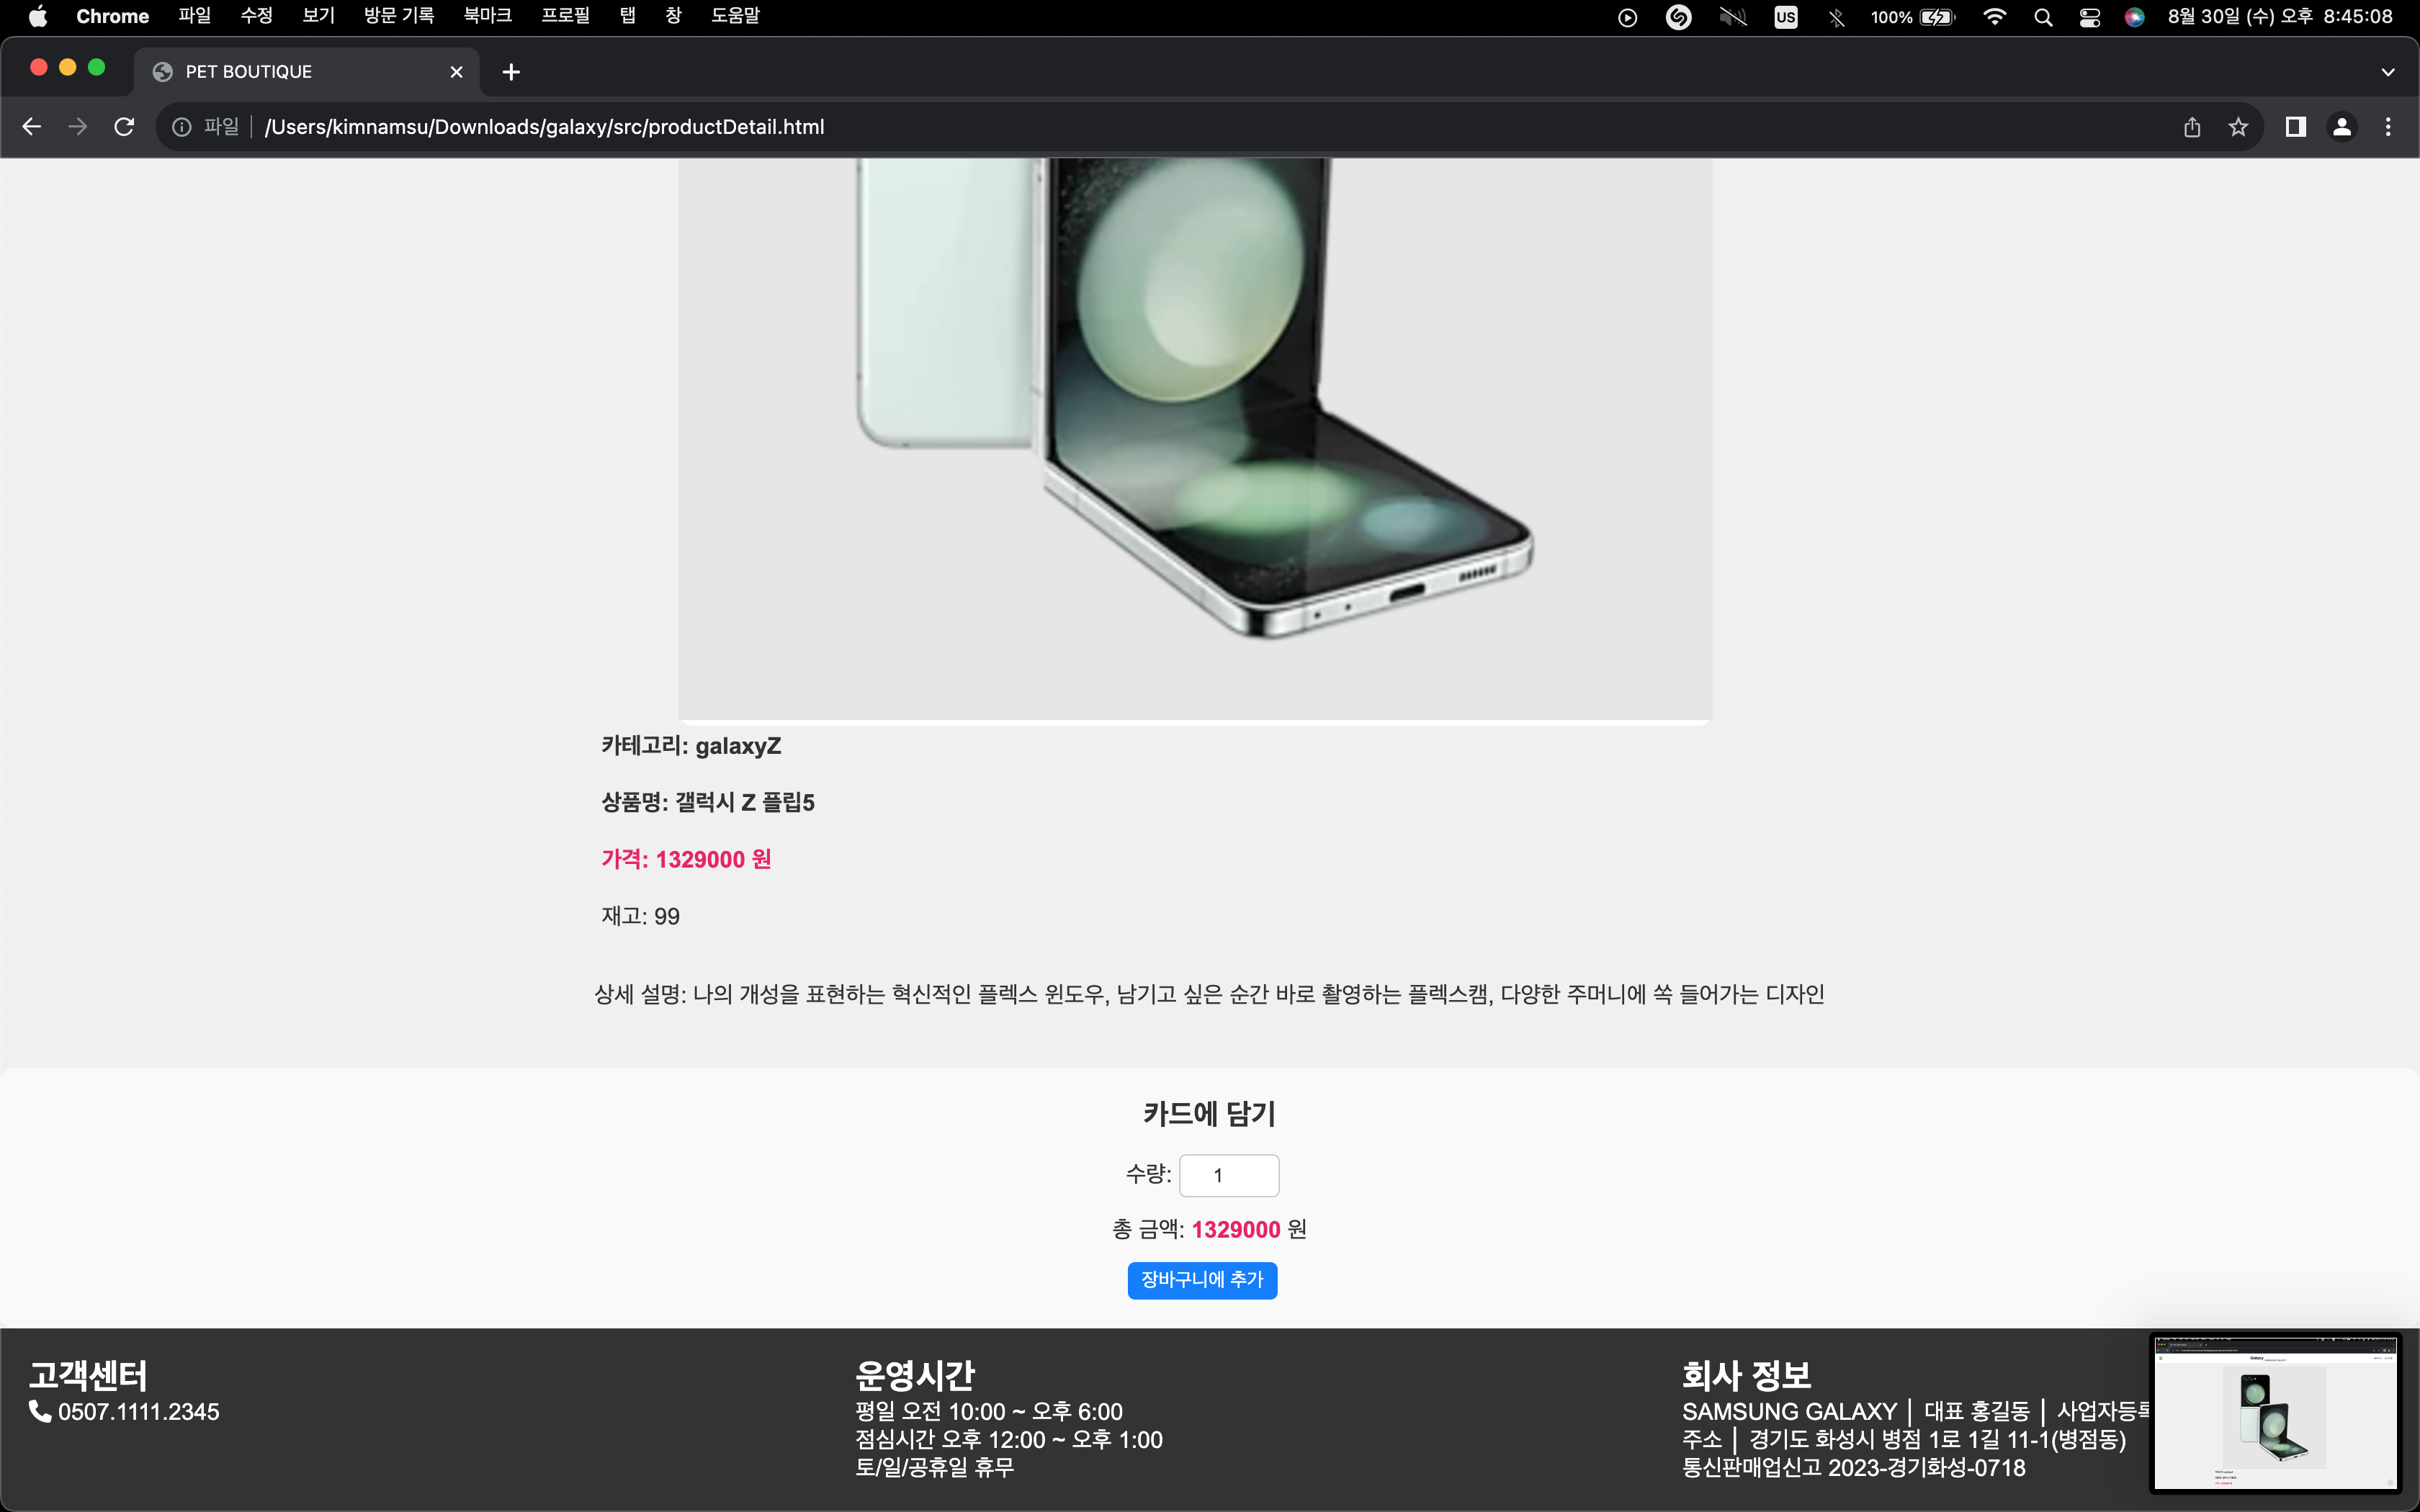 Chrome 파일 수정 보기 방문 기록 북마크 프로필 탭 창 도움말 US 100% 8월 30일 (수) 오후 8:45:08
PET BOUTIQUE
파일 /Users/kimnamsu/Downloads/galaxy/src/productDetail.html
카테고리: galaxyZ
상품명: 갤럭시 Z 플립5
가격: 1329000 원
재고: 99
상세 설명: 나의 개성을 표현하는 혁신적인 플렉스 윈도우, 남기고 싶은 순간 바로 촬영하는 플렉스캠, 다양한 주머니에 쏙 들어가는 디자인
카드에 담기
수량: 1
총 금액: 1329000 원
장바구니에 추가
고객센터
0507.1111.2345
운영시간
평일 오전 10:00 ~ 오후 6:00
점심시간 오후 12:00 ~ 오후 1:00
토/일/공휴일 휴무
회사 정보
SAMSUNG GALAXY │ 대표 홍길동 │ 사업자등록
주소 │ 경기도 화성시 병점 1로 1길 11-1(병점동)
통신판매업신고 2023-경기화성-0718